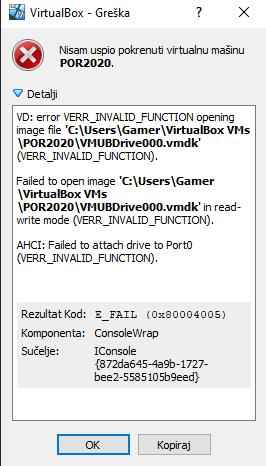 VirtualBox - Greška
Nisam uspio pokrenuti virtualnu mašinu
POR2020.
Detalji
VD: error VERR_INVALID_FUNCTION opening
image file 'C:\Users\Gamer\VirtualBox VMs
\POR2020\VMUBDrive000.vmdk'
(VERR_INVALID_FUNCTION).
Failed to open image 'C:\Users\Gamer
\VirtualBox VMs
\POR2020\VMUBDrive000.vmdk' in read-
write mode (VERR_INVALID_FUNCTION).
AHCI: Failed to attach drive to Port0
(VERR_INVALID_FUNCTION).
Rezultat Kod: E_FAIL (0x80004005)
Komponenta: ConsoleWrap
Sučelje: IConsole
{872da645-4a9b-1727-
bee2-5585105b9eed}
OK Kopiraj